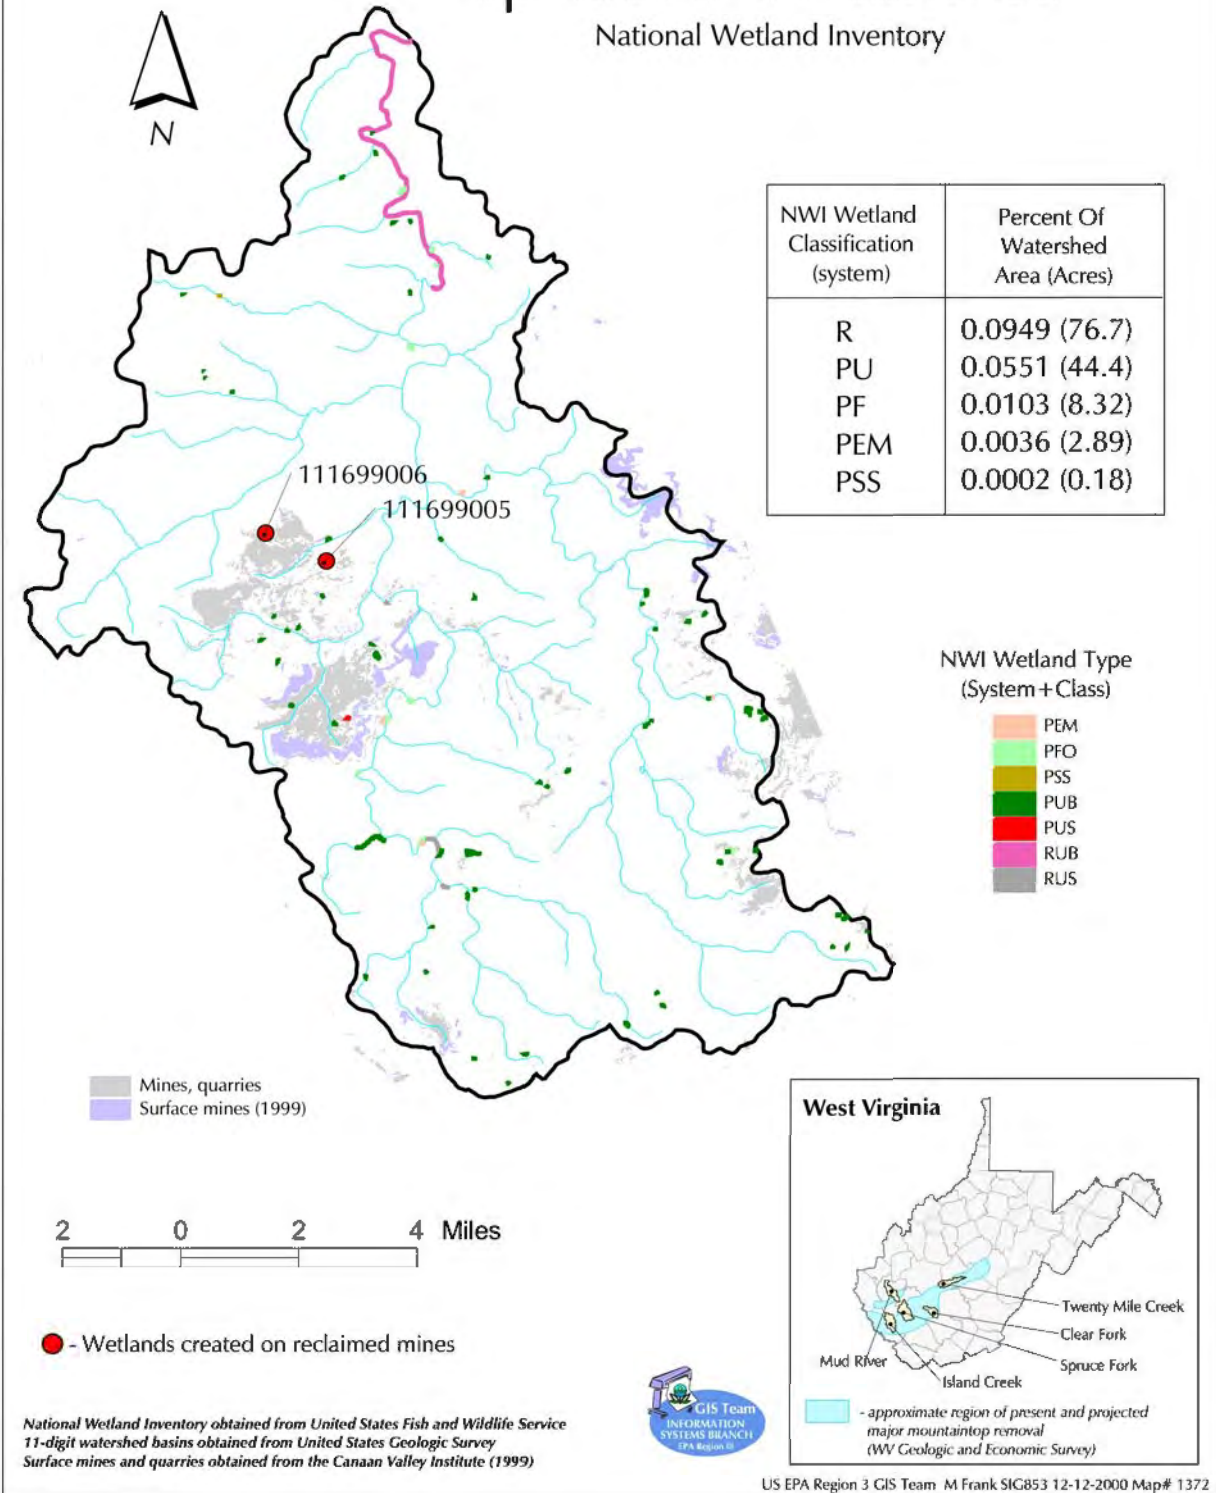 National Wetland Inventory
N
NWI Wetland
Classification
(system)
Percent Of
Watershed
Area (Acres)
R 0.0949 (76.7)
PU 0.0551 (44.4)
PF 0.0103 (8.32)
PEM 0.0036 (2.89)
PSS 0.0002 (0.18)
111699006
111699005
NWI Wetland Type
(System+Class)
PEM
PFO
PSS
PUB
PUS
RUB
RUS
Mines, quarries
Surface mines (1999)
2 0 2 4 Miles
- Wetlands created on reclaimed mines
West Virginia
Twenty Mile Creek
Clear Fork
Spruce Fork
Mud River
Island Creek
- approximate region of present and projected
major mountaintop removal
(WV Geologic and Economic Survey)
GIS Team
INFORMATION
SYSTEMS BRANCH
EPA Region III
National Wetland Inventory obtained from United States Fish and Wildlife Service
11-digit watershed basins obtained from United States Geologic Survey
Surface mines and quarries obtained from the Canaan Valley Institute (1999)
US EPA Region 3 GIS Team M Frank SIG853 12-12-2000 Map# 1372